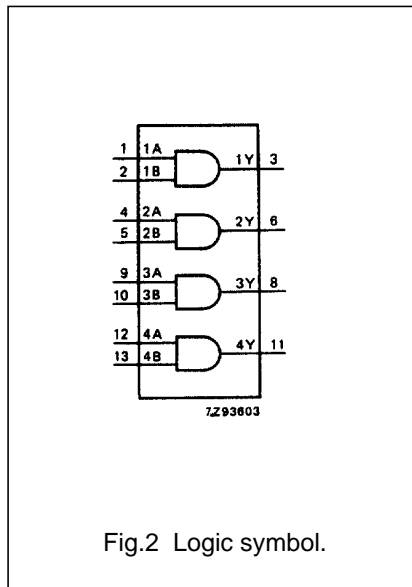 1 1A 1Y 3
2 1B
4 2A 2Y 6
5 2B
9 3A 3Y 8
10 3B
12 4A 4Y 11
13 4B
7Z93603
Fig.2 Logic symbol.